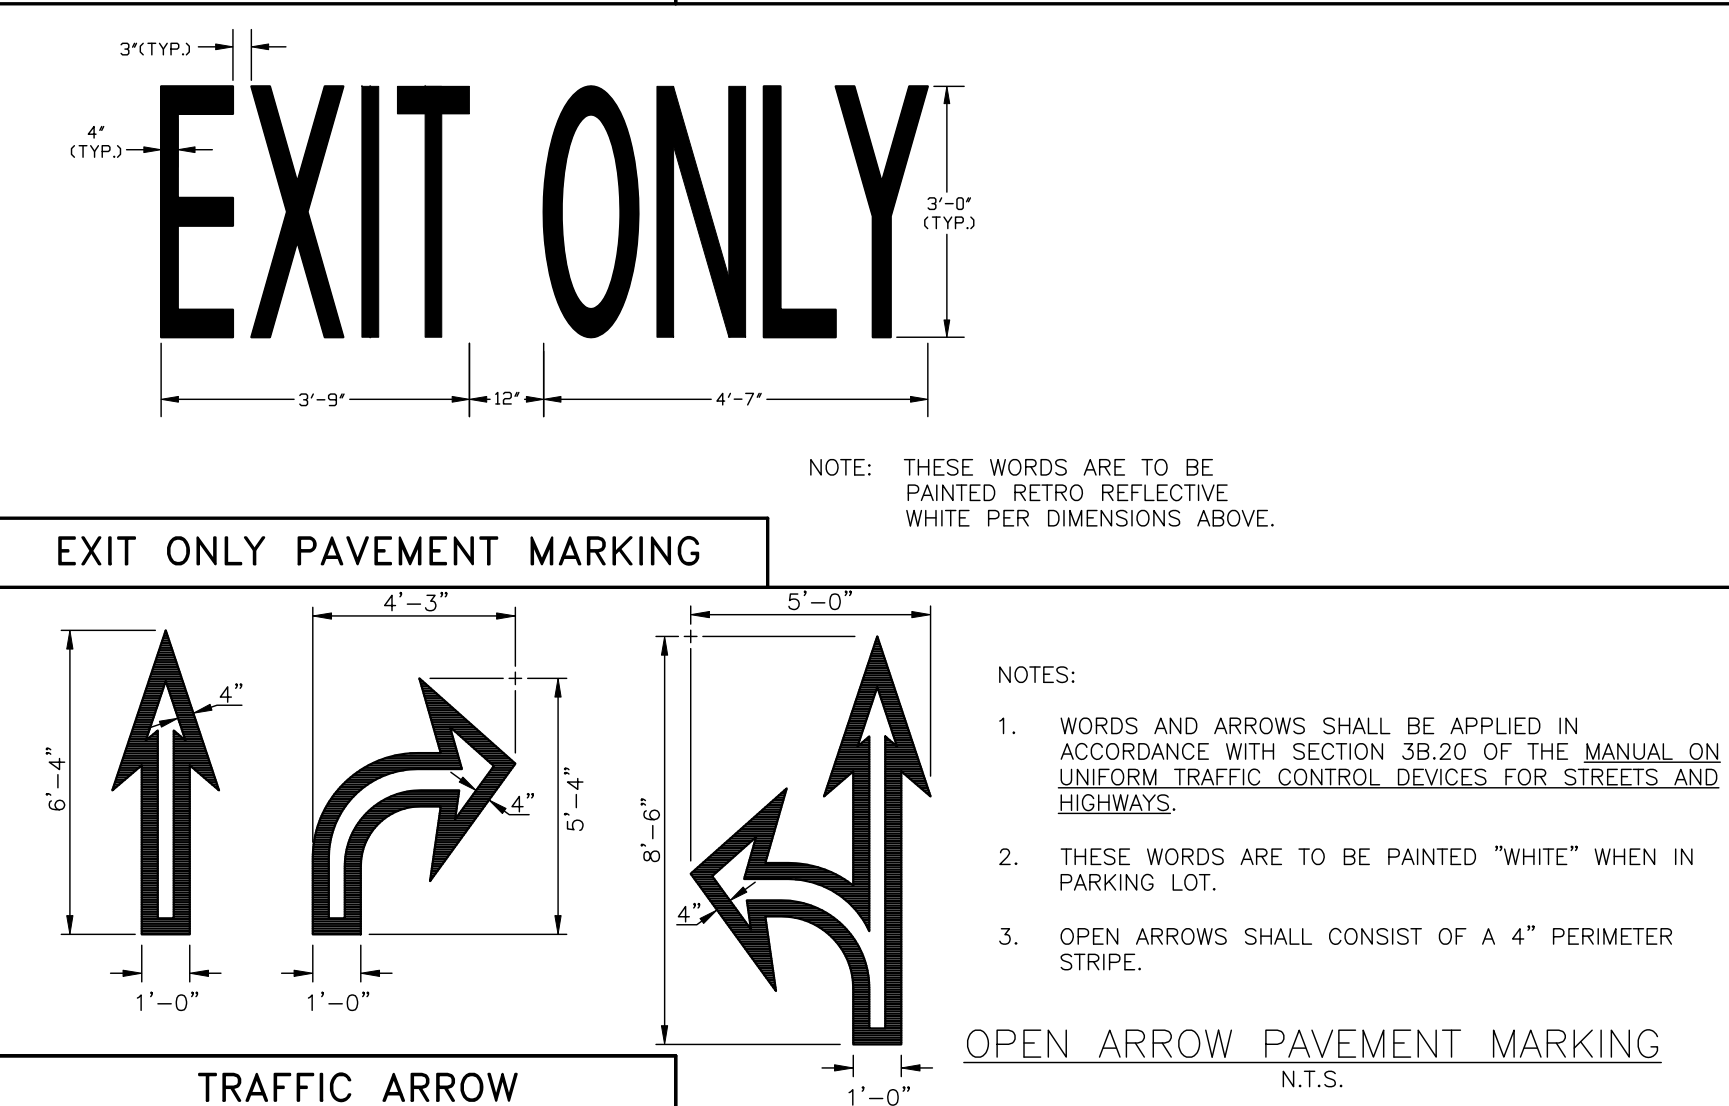 3"(TYP.)
4"
(TYP.)
EXIT ONLY
3'-0"
(TYP.)
3'-9"
12"
4'-7"
NOTE: THESE WORDS ARE TO BE
PAINTED RETRO REFLECTIVE
WHITE PER DIMENSIONS ABOVE.
EXIT ONLY PAVEMENT MARKING
4'-3"
5'-0"
6'-4"
4"
4"
5'-4"
8'-6"
4"
1'-0"
1'-0"
1'-0"
NOTES:
1. WORDS AND ARROWS SHALL BE APPLIED IN
ACCORDANCE WITH SECTION 3B.20 OF THE MANUAL ON
UNIFORM TRAFFIC CONTROL DEVICES FOR STREETS AND
HIGHWAYS.
2. THESE WORDS ARE TO BE PAINTED "WHITE" WHEN IN
PARKING LOT.
3. OPEN ARROWS SHALL CONSIST OF A 4" PERIMETER
STRIPE.
OPEN ARROW PAVEMENT MARKING
N.T.S.
TRAFFIC ARROW